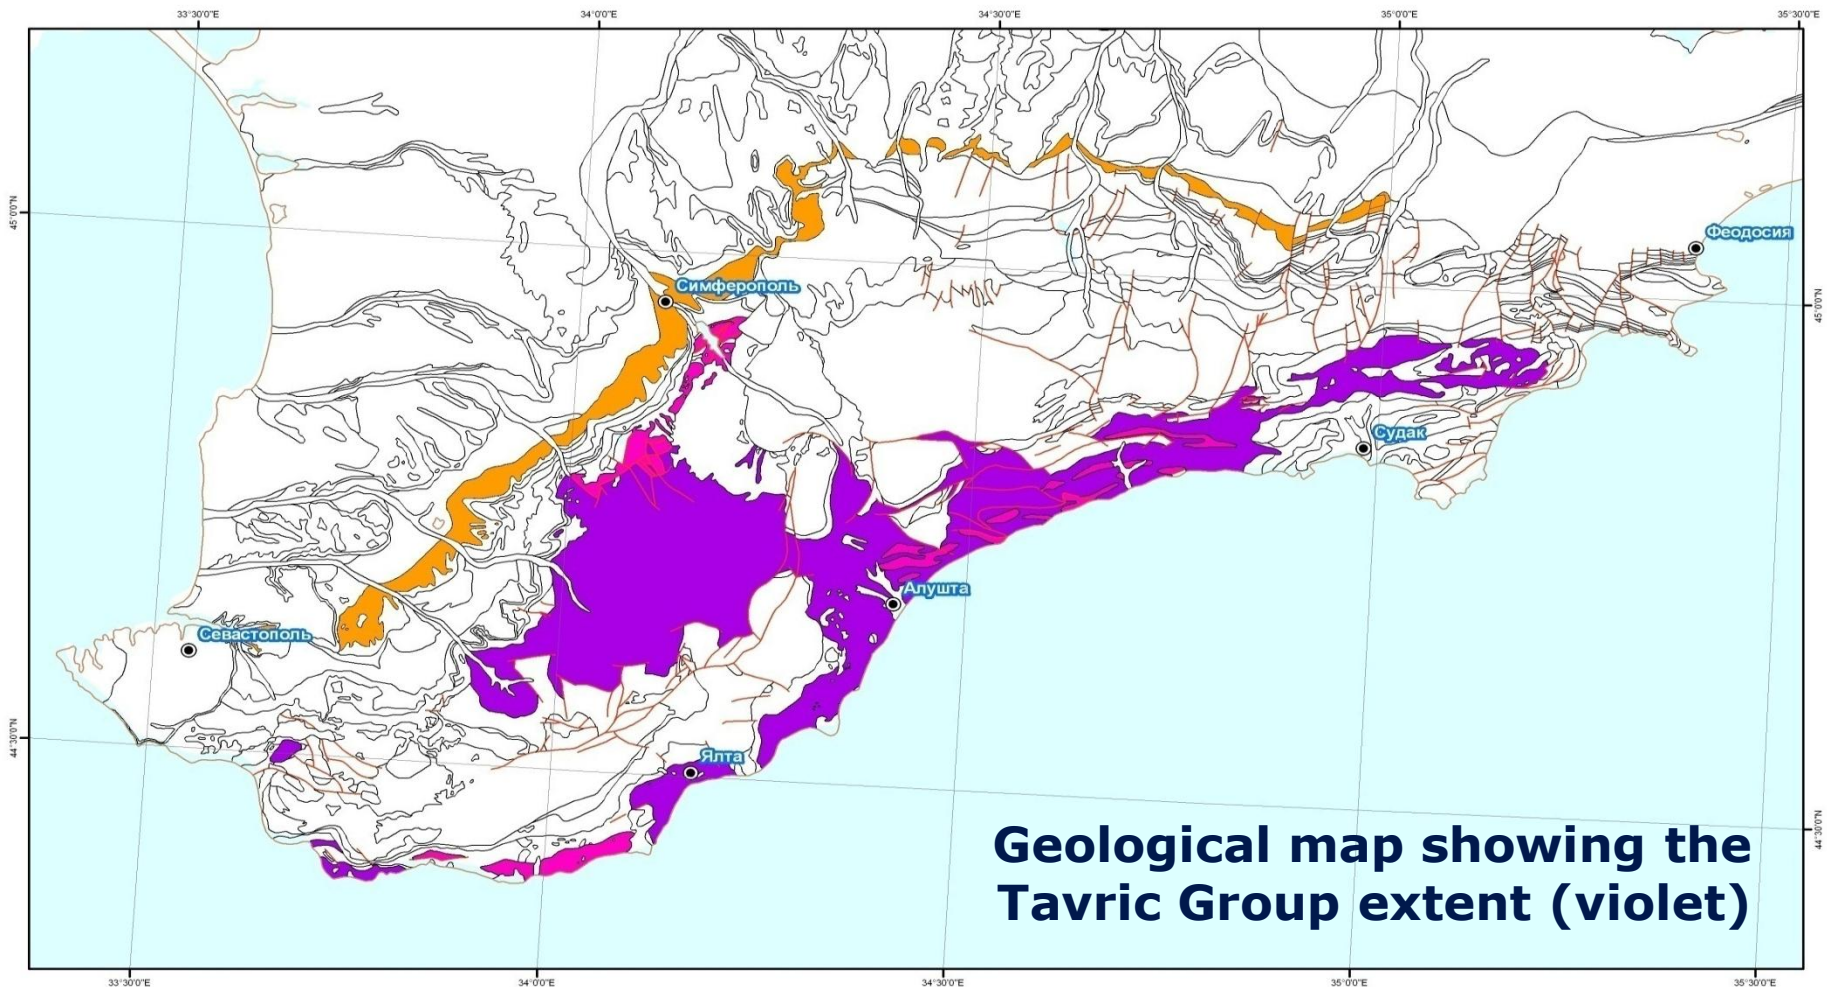 33°30'0"E
34°0'0"E
34°30'0"E
35°0'0"E
35°30'0"E
45°0'0"N
Феодосия
Симферополь
45°0'0"N
Судак
Алушта
Севастополь
44°30'0"N
Ялта
44°30'0"N
Geological map showing the
Tavric Group extent (violet)
33°30'0"E
34°0'0"E
34°30'0"E
35°0'0"E
35°30'0"E